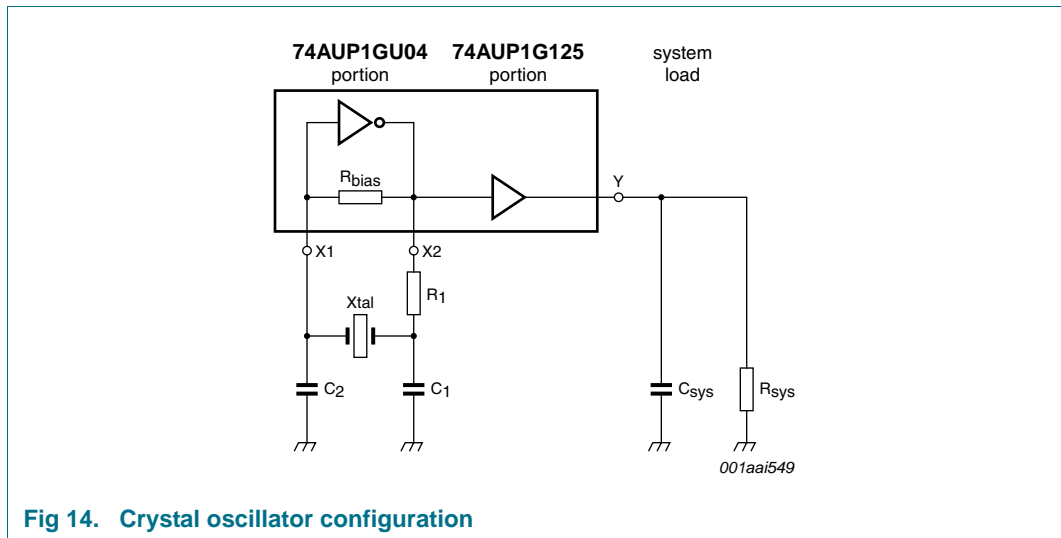 74AUP1GU04 74AUP1G125 system
portion portion load
Rbias
Y
X1 X2
R1
Xtal
C2 C1 Csys Rsys
001aai549
Fig 14. Crystal oscillator configuration